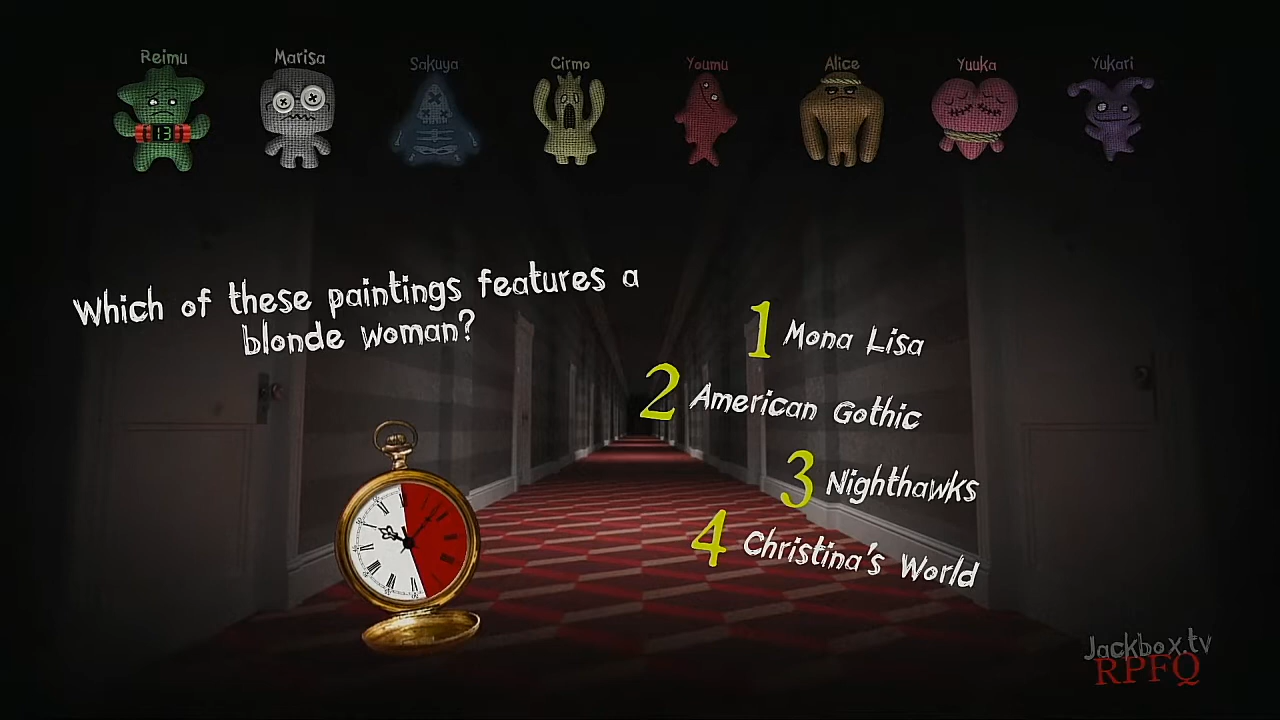 Reimu
Marisa
Sakuya
Cirmo
Youmu
Alice
Yuuka
Yukari
13
Which of these paintings features a
blonde woman?
1 Mona Lisa
2 American Gothic
3 Nighthawks
4 Christina's World
Jackbox.tv
RPFQ